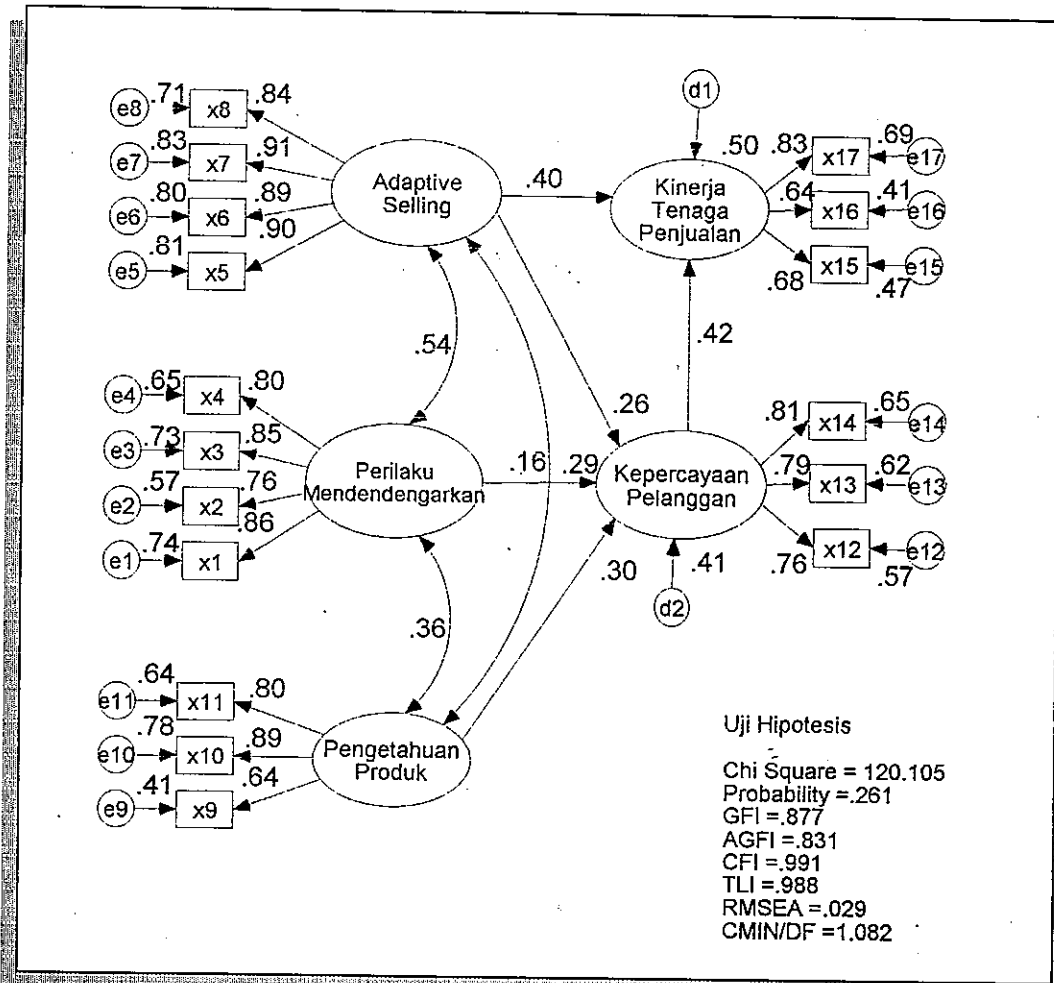 e8 .71 x8 .84
e7 .83 x7 .91
e6 .80 x6 .89
e5 .81 x5 .90
Adaptive
Selling
.40
d1
.50
Kinerja
Tenaga
Penjualan
.83 x17 .69 e17
.64 x16 .41 e16
.68 x15 .47 e15
.54
.42
.26
.16
.29
e4 .65 x4 .80
e3 .73 x3 .85
e2 .57 x2 .76
e1 .74 x1 .86
Perilaku
Mendendengarkan
Kepercayaan
Pelanggan
.81 x14 .65 e14
.79 x13 .62 e13
.76 x12 .57 e12
.30
.41
d2
.36
e11 .64 x11 .80
e10 .78 x10 .89
e9 .41 x9 .64
Pengetahuan
Produk
Uji Hipotesis
Chi Square = 120.105
Probability =.261
GFI =.877
AGFI =.831
CFI =.991
TLI =.988
RMSEA =.029
CMIN/DF =1.082